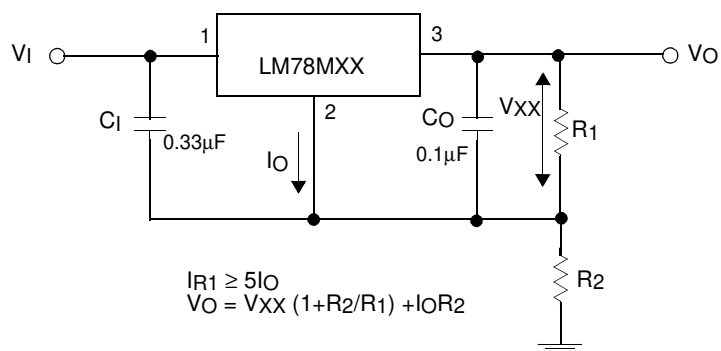 VI
1
LM78MXX
3
VO
2
CI
0.33μF
IO
CO
0.1μF
VXX
R1
R2
IR1 ≥ 5IO
VO = VXX (1+R2/R1) +IOR2